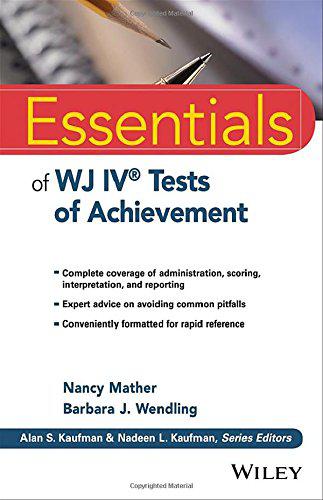 Essentials
of WJ IV® Tests
of Achievement
▪ Complete coverage of administration, scoring,
interpretation, and reporting
▪ Expert advice on avoiding common pitfalls
▪ Conveniently formatted for rapid reference
Nancy Mather
Barbara J. Wendling
Alan S. Kaufman & Nadeen L. Kaufman, Series Editors
WILEY